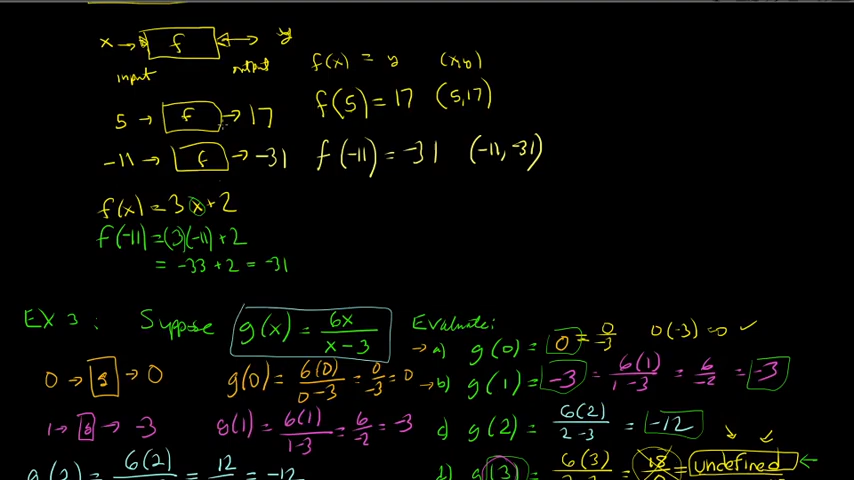 x → f ↔ y
input output f(x) = y (x,y)
5 → f → 17 f(5) = 17 (5,17)
-11 → f → -31 f(-11) = -31 (-11,-31)
f(x) = 3x+2
f(-11) = (3)(-11)+2
= -33+2 = -31
EX 3: Suppose g(x) = 6x / x-3 Evaluate:
→ a) g(0) = 0 = 0/-3 0(-3)=0 ✓
0 → g → 0 g(0) = 6(0) / 0-3 = 0/-3 = 0
→ b) g(1) = -3 = 6(1) / 1-3 = 6/-2 = -3
1 → g → -3 g(1) = 6(1) / 1-3 = 6/-2 = -3
c) g(2) = 6(2) / 2-3 = -12
g(2) = 6(2) = 12 = -12
d) g(3) = 6(3) / 3-3 = 18/0 = undefined ←